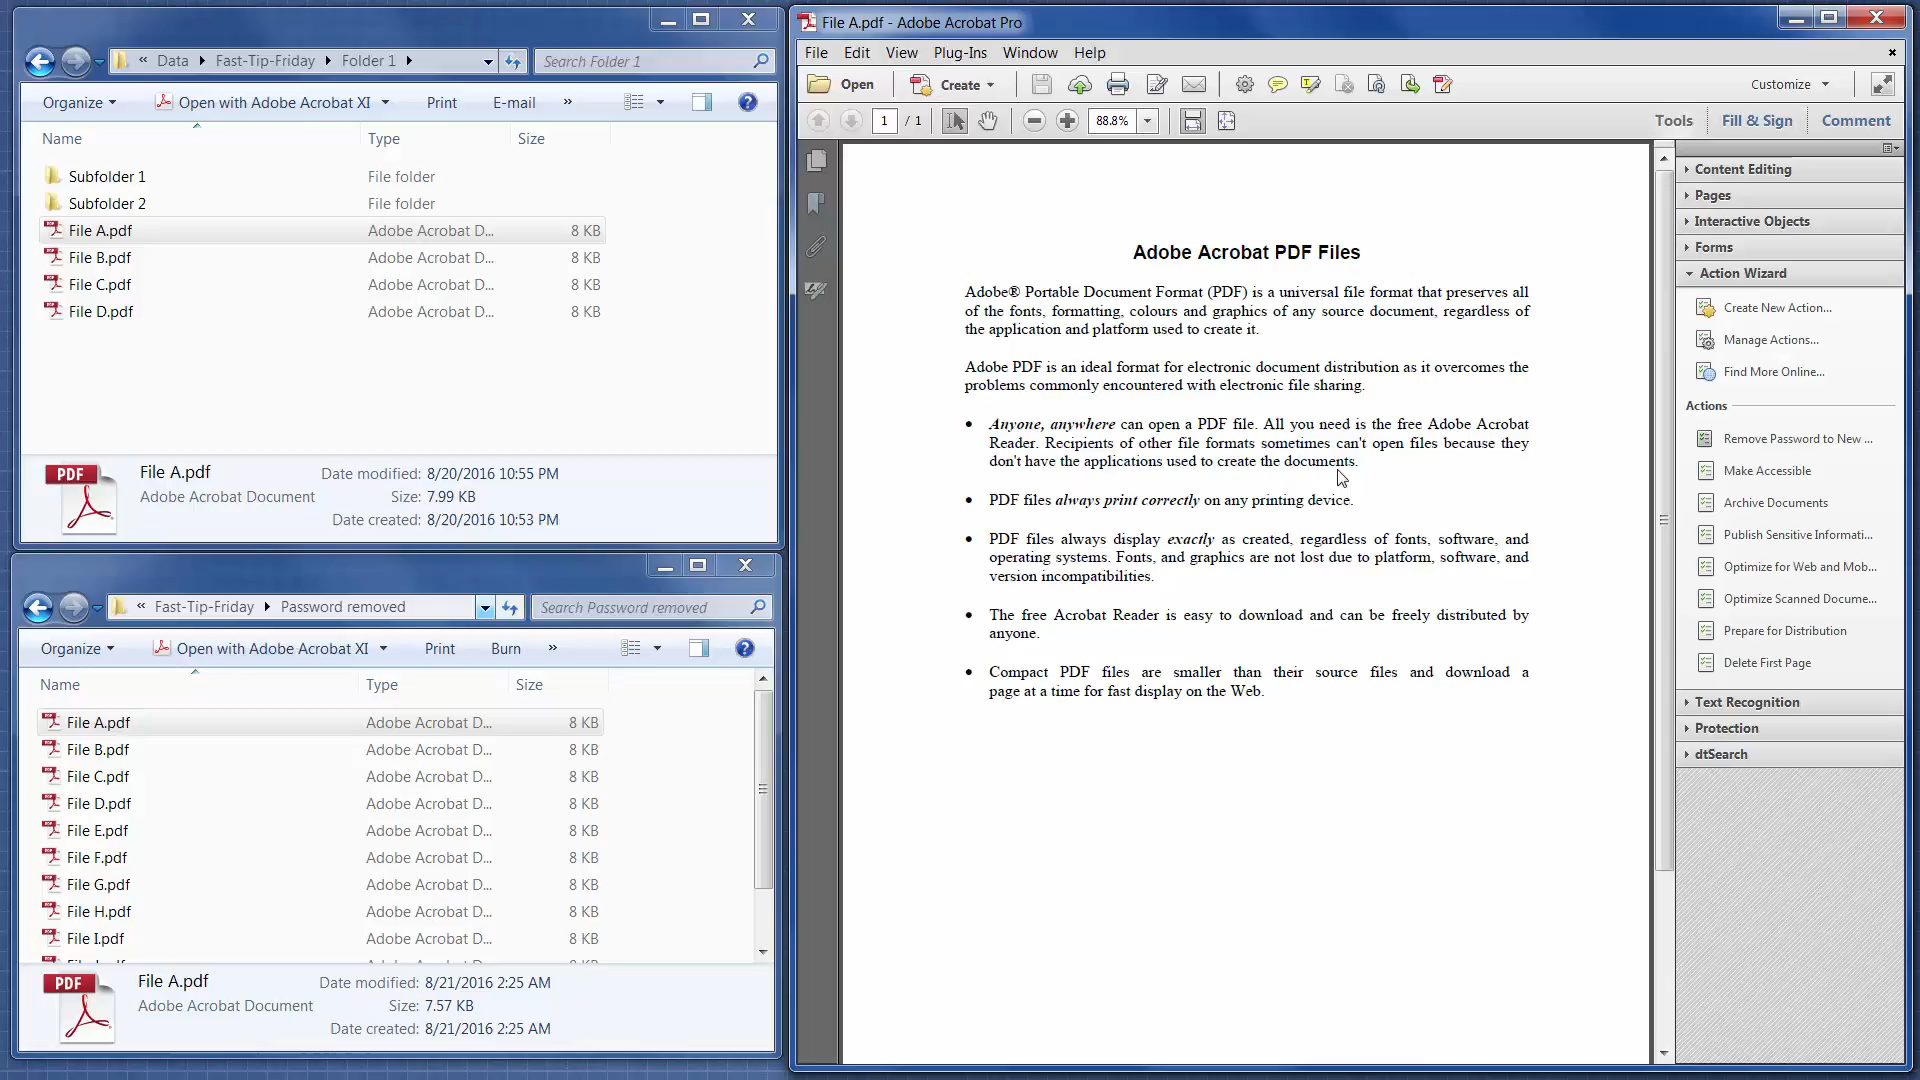 « Data Fast-Tip-Friday Folder 1
Search Folder 1
Organize Open with Adobe Acrobat XI Print E-mail »
Name Type Size
Subfolder 1 File folder
Subfolder 2 File folder
File A.pdf Adobe Acrobat D... 8 KB
File B.pdf Adobe Acrobat D... 8 KB
File C.pdf Adobe Acrobat D... 8 KB
File D.pdf Adobe Acrobat D... 8 KB
PDF
File A.pdf Date modified: 8/20/2016 10:55 PM
Adobe Acrobat Document Size: 7.99 KB
Date created: 8/20/2016 10:53 PM
« Fast-Tip-Friday Password removed
Search Password removed
Organize Open with Adobe Acrobat XI Print Burn »
Name Type Size
File A.pdf Adobe Acrobat D... 8 KB
File B.pdf Adobe Acrobat D... 8 KB
File C.pdf Adobe Acrobat D... 8 KB
File D.pdf Adobe Acrobat D... 8 KB
File E.pdf Adobe Acrobat D... 8 KB
File F.pdf Adobe Acrobat D... 8 KB
File G.pdf Adobe Acrobat D... 8 KB
File H.pdf Adobe Acrobat D... 8 KB
File I.pdf Adobe Acrobat D... 8 KB
PDF
File A.pdf Date modified: 8/21/2016 2:25 AM
Adobe Acrobat Document Size: 7.57 KB
Date created: 8/21/2016 2:25 AM
File A.pdf - Adobe Acrobat Pro
File Edit View Plug-Ins Window Help
Open Create Customize
1 / 1 88.8% Tools Fill & Sign Comment
Adobe Acrobat PDF Files
Adobe® Portable Document Format (PDF) is a universal file format that preserves all
of the fonts, formatting, colours and graphics of any source document, regardless of
the application and platform used to create it.
Adobe PDF is an ideal format for electronic document distribution as it overcomes the
problems commonly encountered with electronic file sharing.
• Anyone, anywhere can open a PDF file. All you need is the free Adobe Acrobat
Reader. Recipients of other file formats sometimes can't open files because they
don't have the applications used to create the documents.
• PDF files always print correctly on any printing device.
• PDF files always display exactly as created, regardless of fonts, software, and
operating systems. Fonts, and graphics are not lost due to platform, software, and
version incompatibilities.
• The free Acrobat Reader is easy to download and can be freely distributed by
anyone.
• Compact PDF files are smaller than their source files and download a
page at a time for fast display on the Web.
Content Editing
Pages
Interactive Objects
Forms
Action Wizard
Create New Action...
Manage Actions...
Find More Online...
Actions
Remove Password to New ...
Make Accessible
Archive Documents
Publish Sensitive Informati...
Optimize for Web and Mob...
Optimize Scanned Docume...
Prepare for Distribution
Delete First Page
Text Recognition
Protection
dtSearch